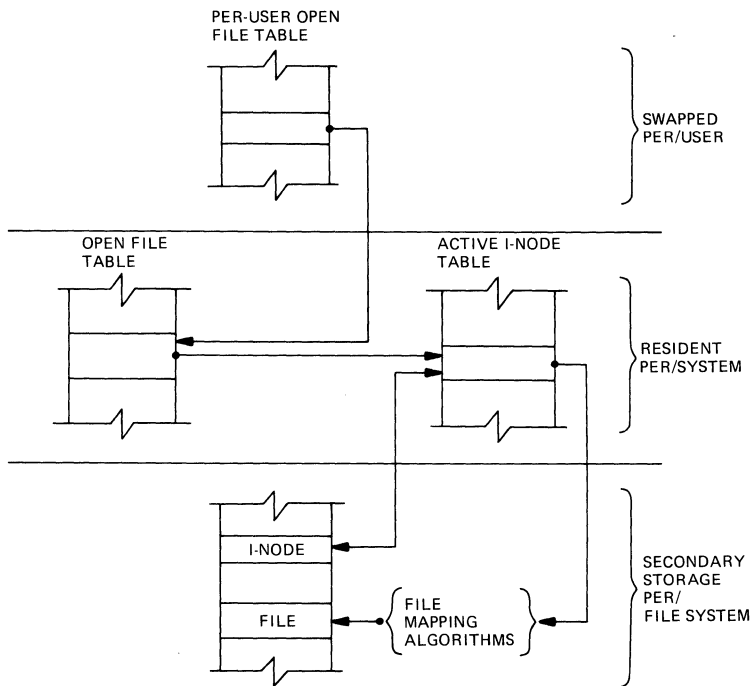 PER-USER OPEN
FILE TABLE
SWAPPED
PER/USER
OPEN FILE
TABLE
ACTIVE I-NODE
TABLE
RESIDENT
PER/SYSTEM
I-NODE
FILE
FILE
MAPPING
ALGORITHMS
SECONDARY
STORAGE
PER/
FILE SYSTEM